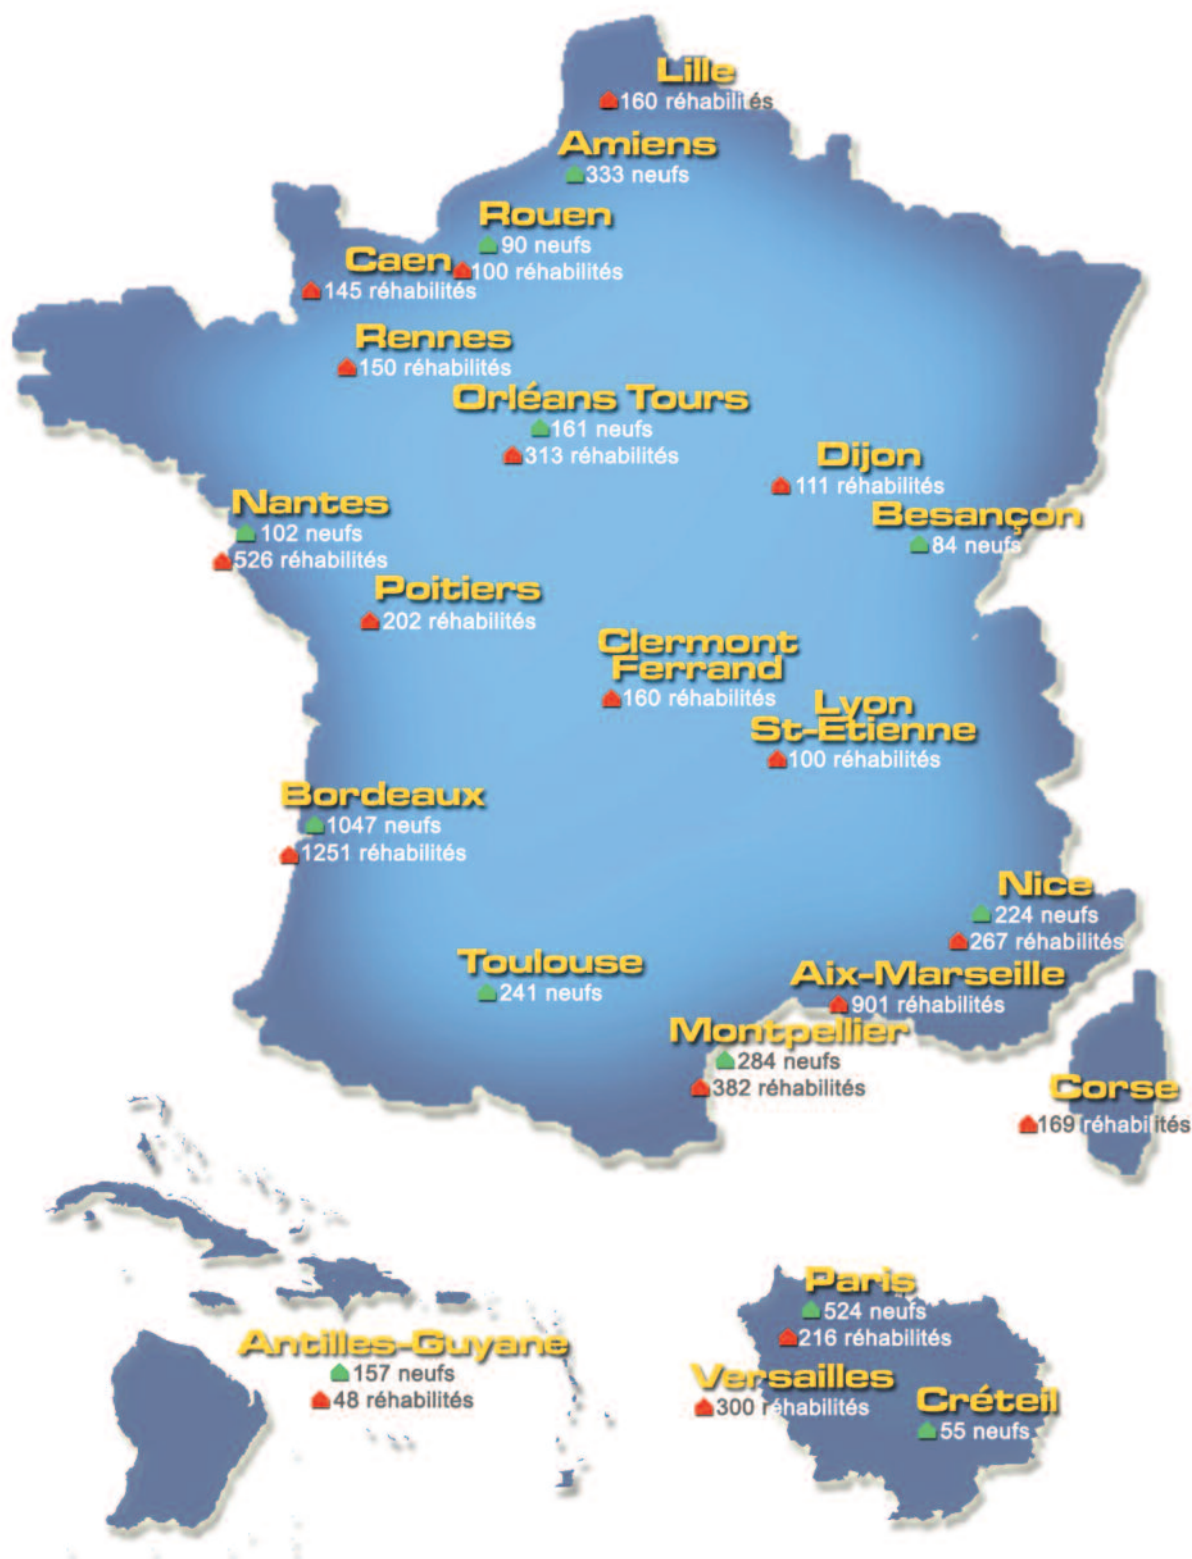 Lille
160 réhabilités
Amiens
333 neufs
Rouen
90 neufs
100 réhabilités
Caen
145 réhabilités
Rennes
150 réhabilités
Orléans Tours
161 neufs
313 réhabilités
Dijon
111 réhabilités
Besançon
84 neufs
Nantes
102 neufs
526 réhabilités
Poitiers
202 réhabilités
Clermont
Ferrand
160 réhabilités
Lyon
St-Etienne
100 réhabilités
Bordeaux
1047 neufs
1251 réhabilités
Nice
224 neufs
267 réhabilités
Toulouse
241 neufs
Aix-Marseille
901 réhabilités
Montpellier
284 neufs
382 réhabilités
Corse
169 réhabilités
Antilles-Guyane
157 neufs
48 réhabilités
Paris
524 neufs
216 réhabilités
Versailles
300 réhabilités
Créteil
55 neufs